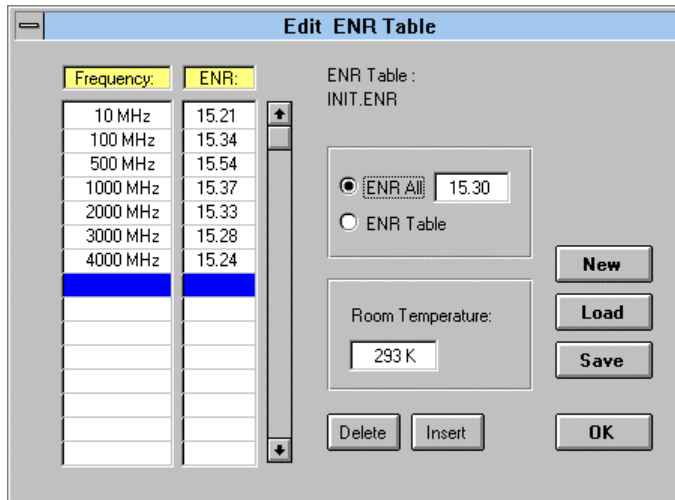 Edit ENR Table
Frequency: ENR:
10 MHz 15.21
100 MHz 15.34
500 MHz 15.54
1000 MHz 15.37
2000 MHz 15.33
3000 MHz 15.28
4000 MHz 15.24
ENR Table :
INIT.ENR
ENR All 15.30
ENR Table
Room Temperature:
293 K
New
Load
Save
Delete Insert OK